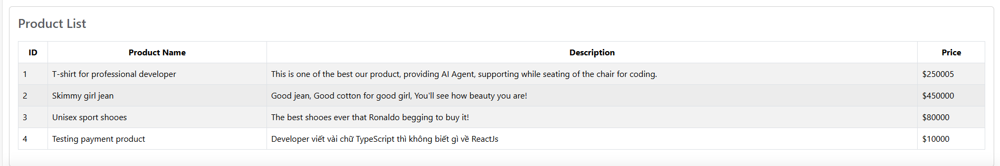 Product List
ID Product Name Description Price
1 T-shirt for professional developer This is one of the best our product, providing AI Agent, supporting while seating of the chair for coding. $250005
2 Skimmy girl jean Good jean, Good cotton for good girl, You'll see how beauty you are! $450000
3 Unisex sport shooes The best shooes ever that Ronaldo begging to buy it! $80000
4 Testing payment product Developer viết vài chữ TypeScript thì không biết gì về ReactJs $10000